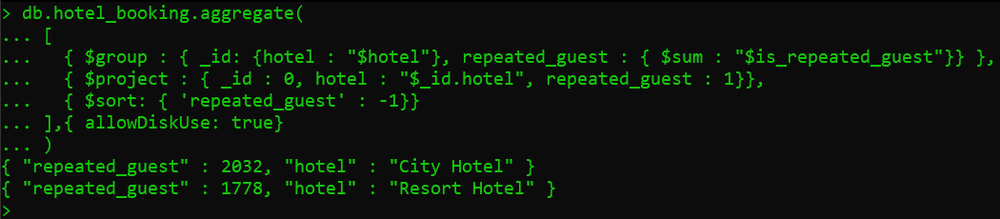 > db.hotel_booking.aggregate(
... [
...    { $group : { _id: {hotel : "$hotel"}, repeated_guest : { $sum : "$is_repeated_guest"}} },
...    { $project : { _id : 0, hotel : "$_id.hotel", repeated_guest : 1}},
...    { $sort: { 'repeated_guest' : -1}}
... ],{ allowDiskUse: true}
... )
{ "repeated_guest" : 2032, "hotel" : "City Hotel" }
{ "repeated_guest" : 1778, "hotel" : "Resort Hotel" }
>